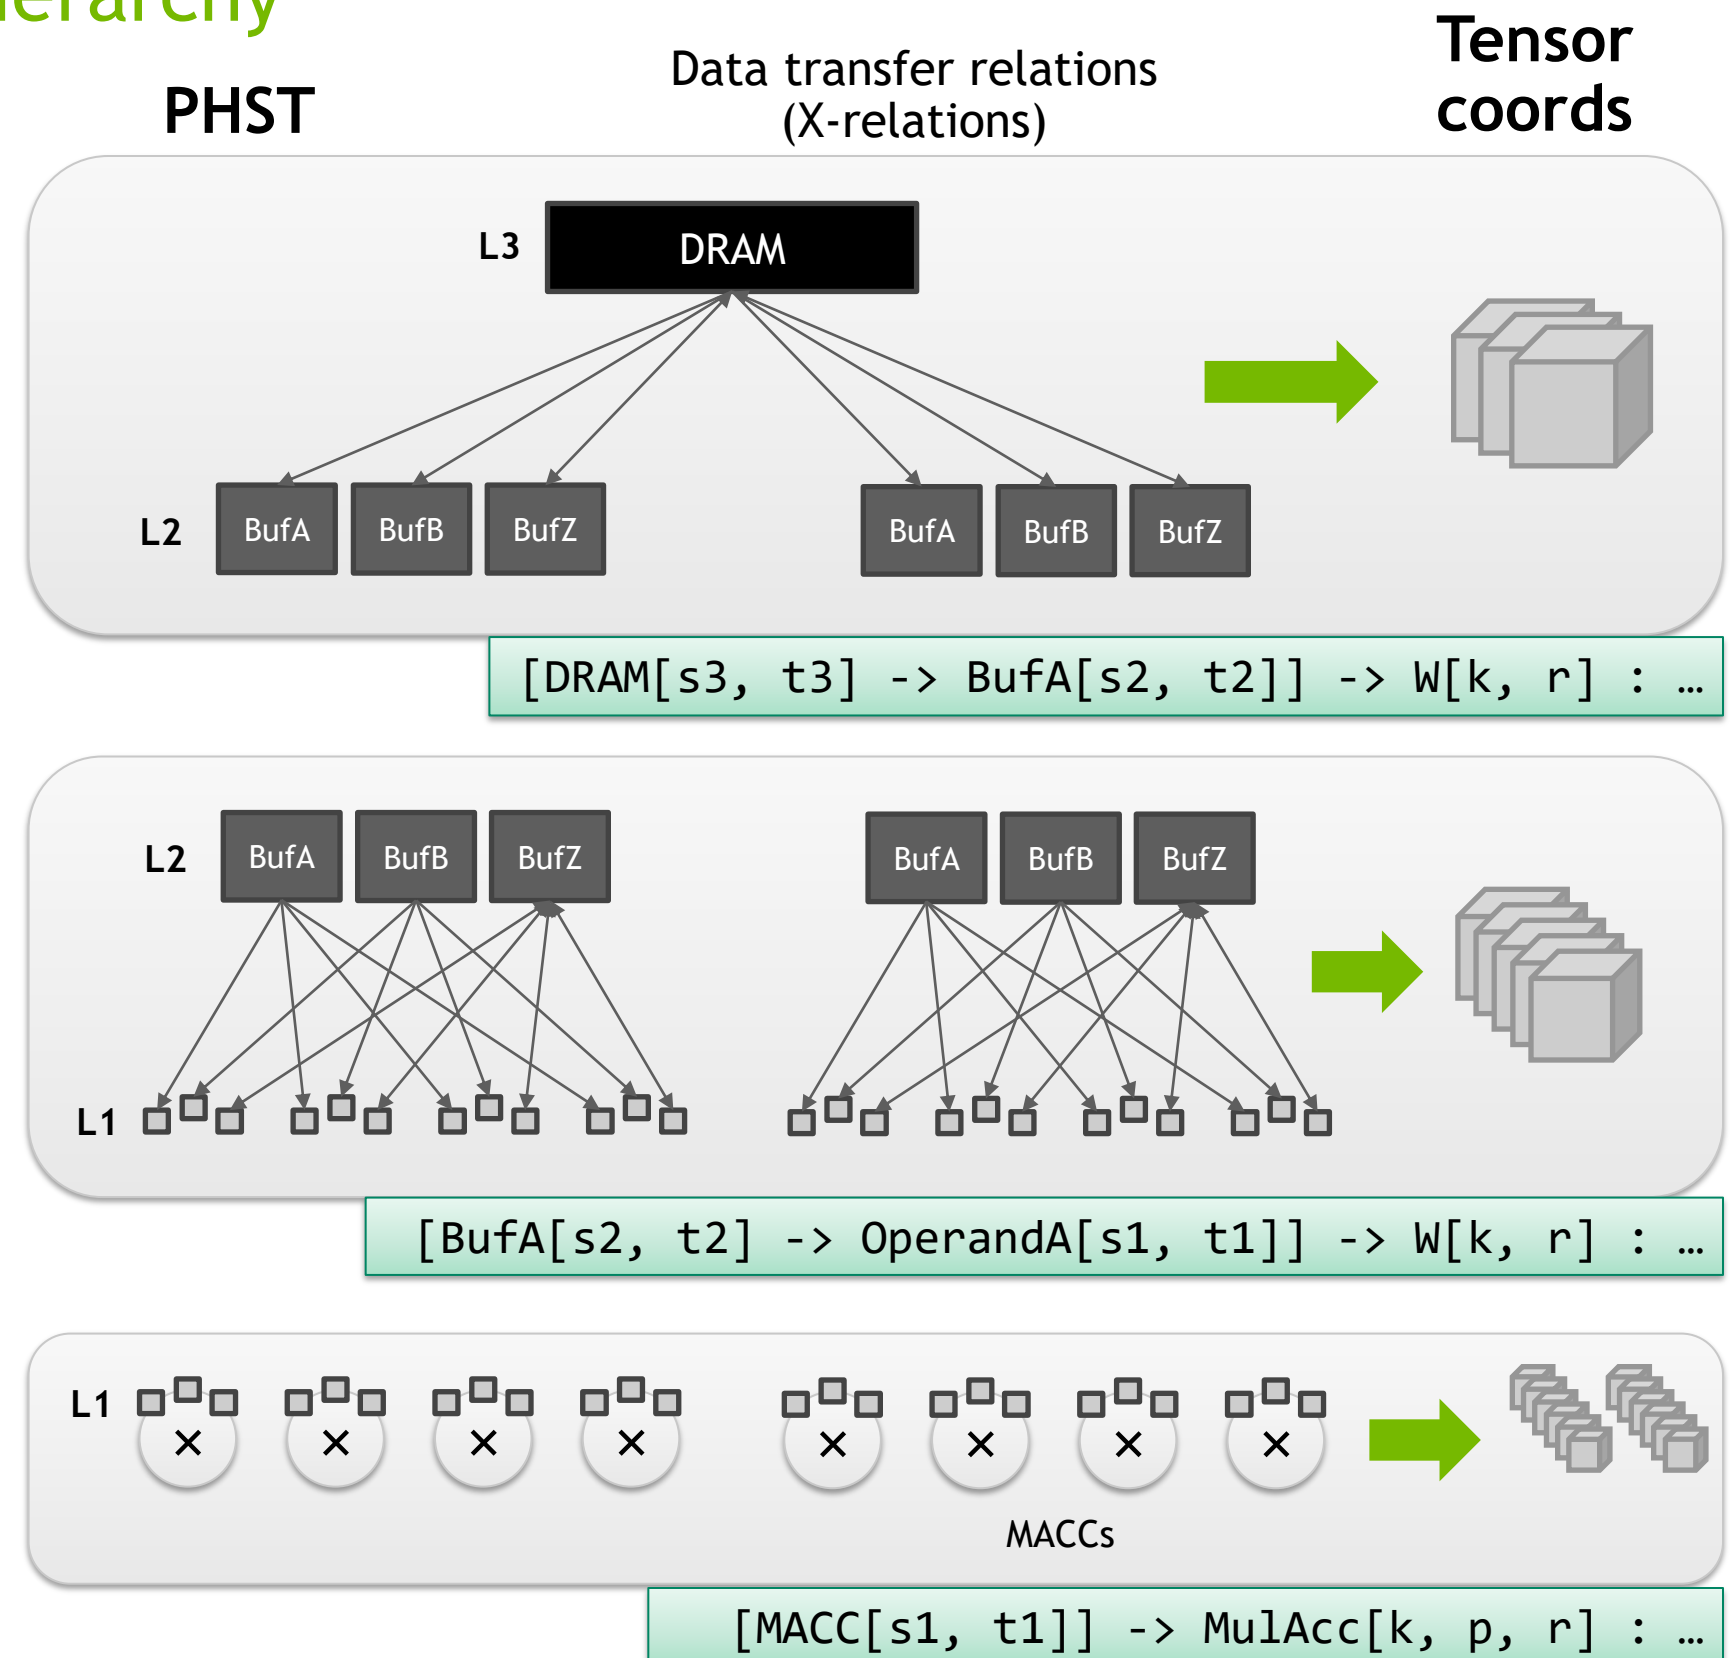 PHST
Data transfer relations
(X-relations)
Tensor
coords
L3
DRAM
L2
BufA BufB BufZ BufA BufB BufZ
[DRAM[s3, t3] -> BufA[s2, t2]] -> W[k, r] : …
L2
BufA BufB BufZ BufA BufB BufZ
L1
[BufA[s2, t2] -> OperandA[s1, t1]] -> W[k, r] : …
L1
× × × × × × × ×
MACCs
[MACC[s1, t1]] -> MulAcc[k, p, r] : …